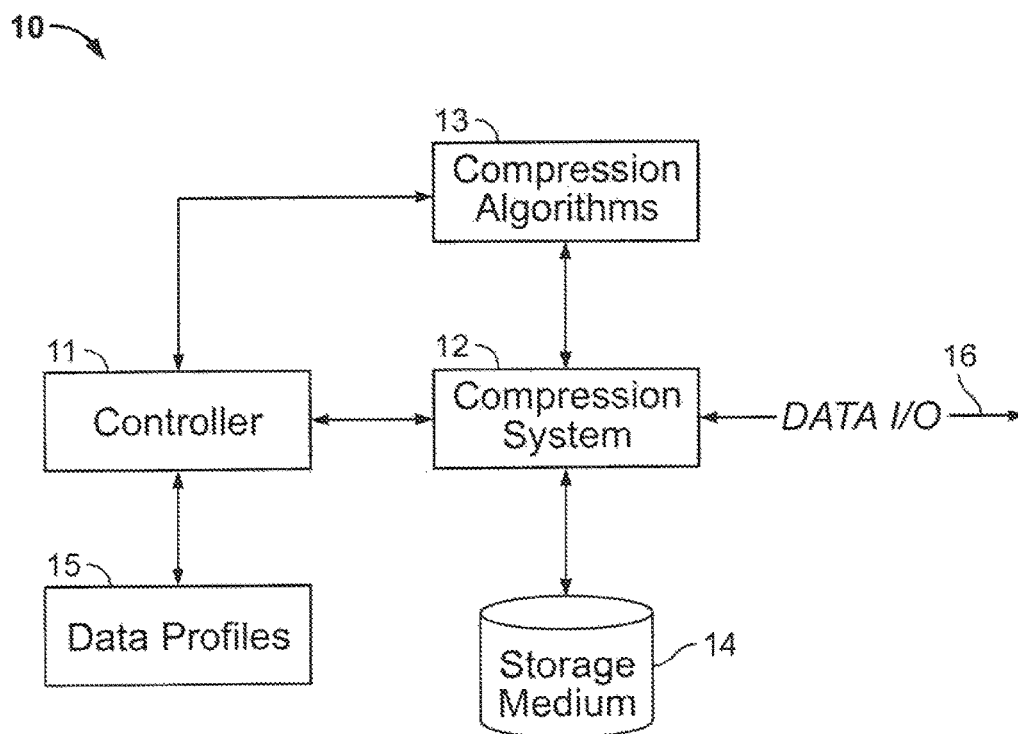 10
13
Compression
Algorithms
11
Controller
12
Compression
System
16
DATA I/O
15
Data Profiles
14
Storage
Medium